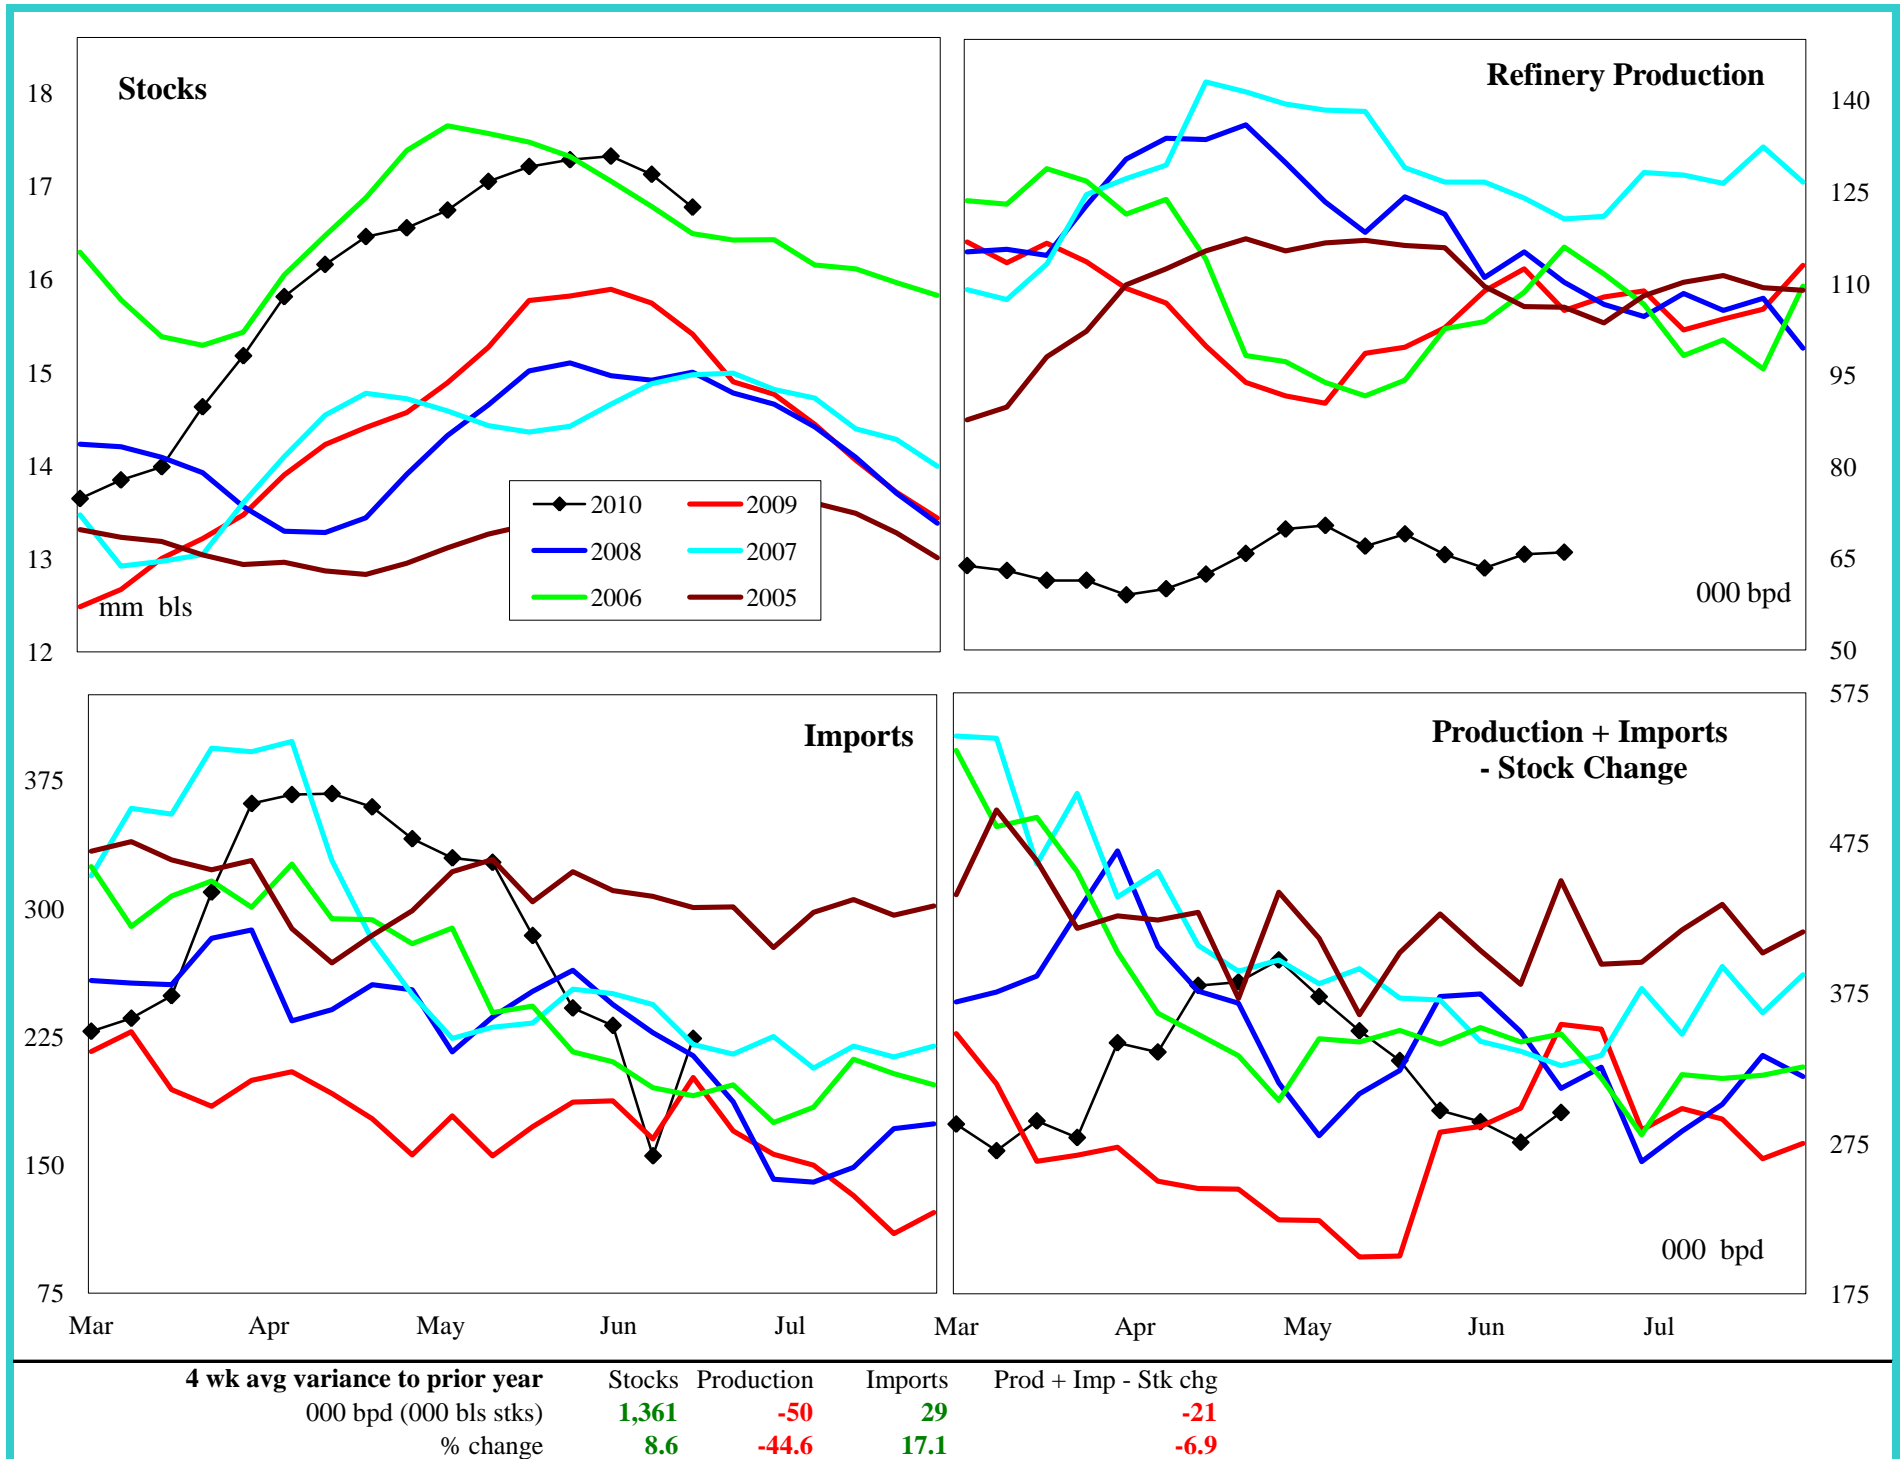 Stocks
18
17
16
15
14
13
12
mm bls
2010 2009
2008 2007
2006 2005
Refinery Production
140
125
110
95
80
65
50
000 bpd
Imports
375
300
225
150
75
Mar Apr May Jun Jul
Production + Imports
- Stock Change
575
475
375
275
175
000 bpd
Mar Apr May Jun Jul
4 wk avg variance to prior year Stocks Production Imports Prod + Imp - Stk chg
000 bpd (000 bls stks) 1,361 -50 29 -21
% change 8.6 -44.6 17.1 -6.9